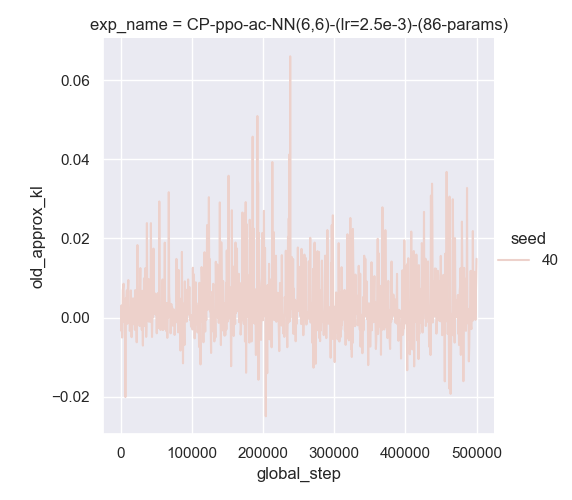 exp_name = CP-ppo-ac-NN(6,6)-(lr=2.5e-3)-(86-params)
0.06
0.04
0.02
0.00
−0.02
old_approx_kl
0 100000 200000 300000 400000 500000
global_step
seed
40